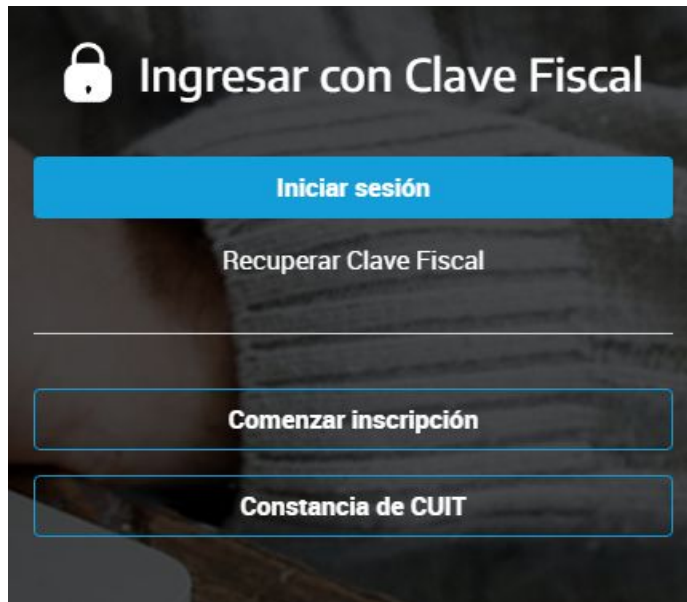 Ingresar con Clave Fiscal
Iniciar sesión
Recuperar Clave Fiscal
Comenzar inscripción
Constancia de CUIT